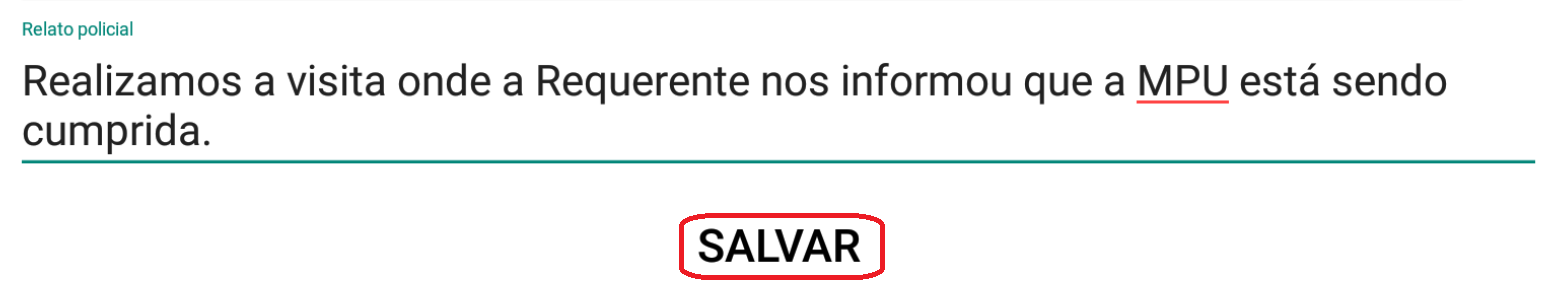 Relato policial
Realizamos a visita onde a Requerente nos informou que a MPU está sendo
cumprida.
SALVAR